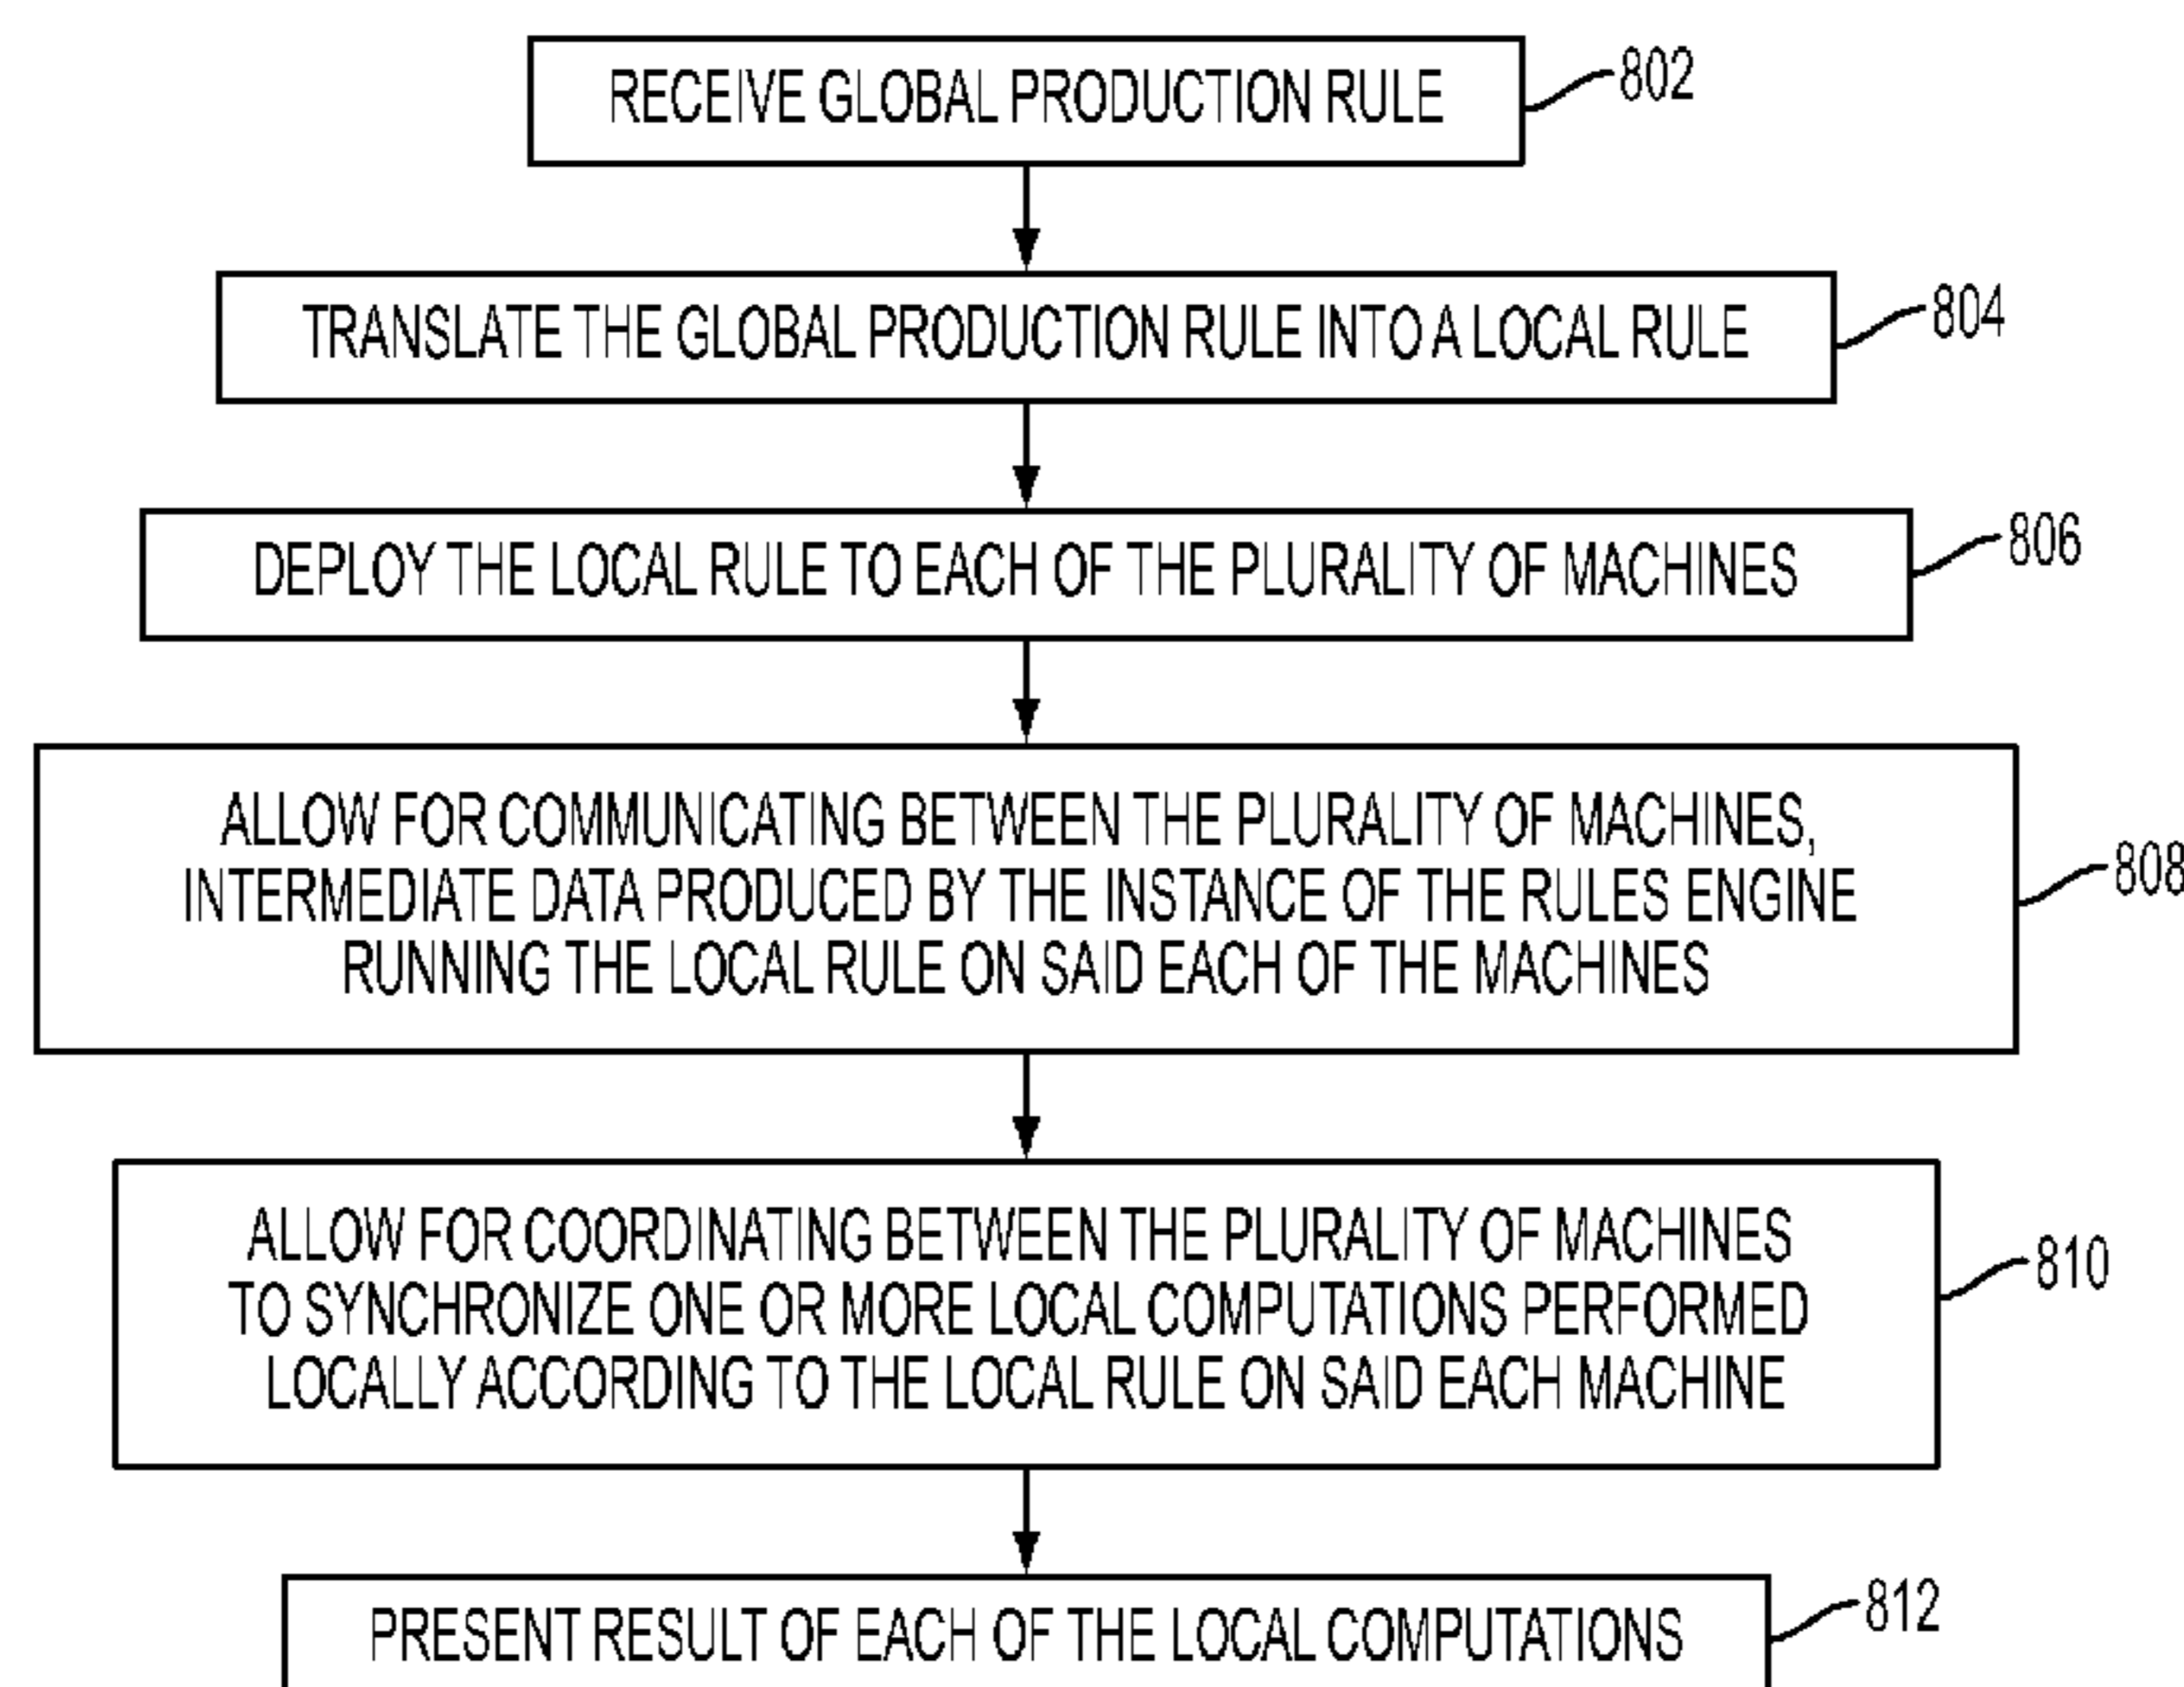 RECEIVE GLOBAL PRODUCTION RULE
802
TRANSLATE THE GLOBAL PRODUCTION RULE INTO A LOCAL RULE
804
DEPLOY THE LOCAL RULE TO EACH OF THE PLURALITY OF MACHINES
806
ALLOW FOR COMMUNICATING BETWEEN THE PLURALITY OF MACHINES,
INTERMEDIATE DATA PRODUCED BY THE INSTANCE OF THE RULES ENGINE
RUNNING THE LOCAL RULE ON SAID EACH OF THE MACHINES
808
ALLOW FOR COORDINATING BETWEEN THE PLURALITY OF MACHINES
TO SYNCHRONIZE ONE OR MORE LOCAL COMPUTATIONS PERFORMED
LOCALLY ACCORDING TO THE LOCAL RULE ON SAID EACH MACHINE
810
PRESENT RESULT OF EACH OF THE LOCAL COMPUTATIONS
812